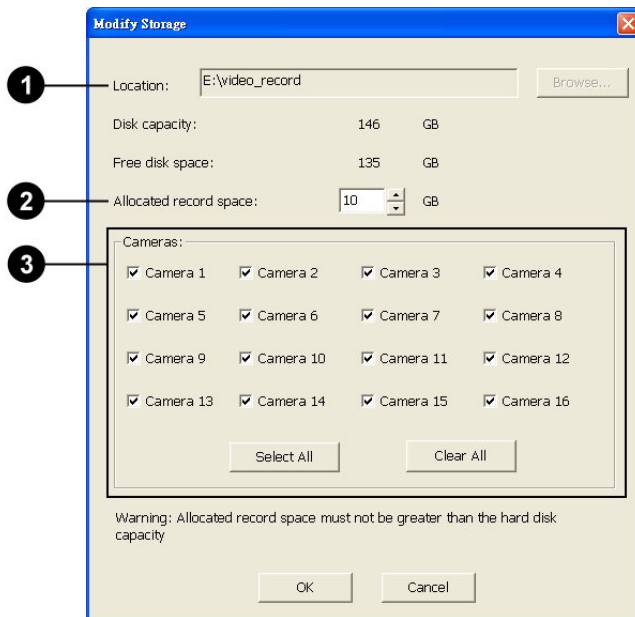 Modify Storage
1 Location: E:\video_record Browse...
Disk capacity: 146 GB
Free disk space: 135 GB
2 Allocated record space: 10 GB
3 Cameras:
Camera 1 Camera 2 Camera 3 Camera 4
Camera 5 Camera 6 Camera 7 Camera 8
Camera 9 Camera 10 Camera 11 Camera 12
Camera 13 Camera 14 Camera 15 Camera 16
Select All Clear All
Warning: Allocated record space must not be greater than the hard disk
capacity
OK Cancel